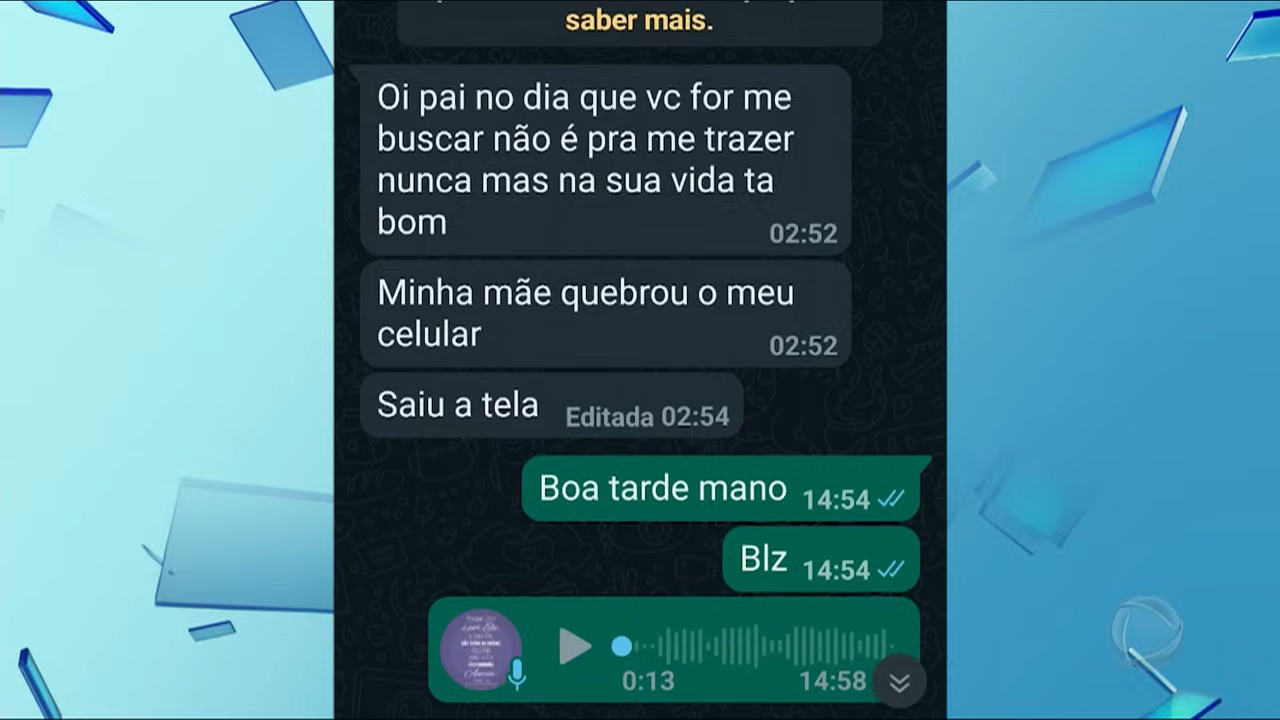 saber mais.
Oi pai no dia que vc for me
buscar não é pra me trazer
nunca mas na sua vida ta
bom
02:52
Minha mãe quebrou o meu
celular
02:52
Saiu a tela Editada 02:54
Boa tarde mano 14:54
Blz 14:54
0:13 14:58